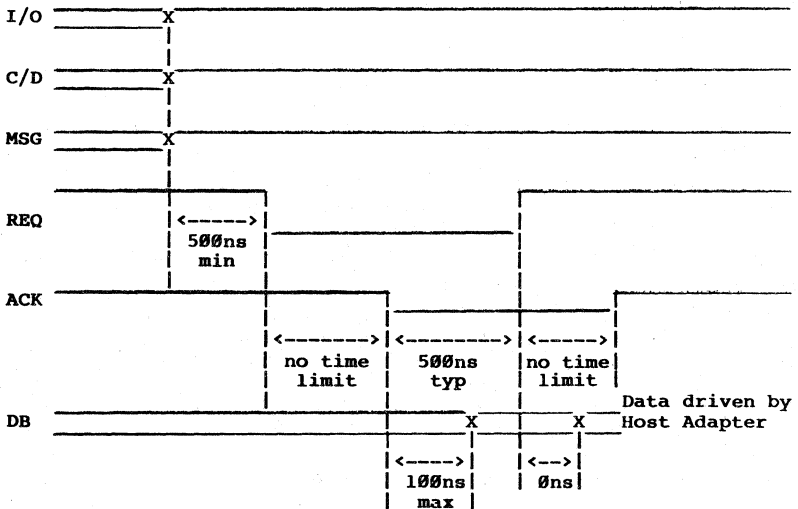 I/O
X
C/D
X
MSG
X
REQ
<----->
500ns
min
ACK
<------> <-------> <---->
no time 500ns no time
limit typ limit
DB X X Data driven by
Host Adapter
<----> <-->
100ns 0ns
max